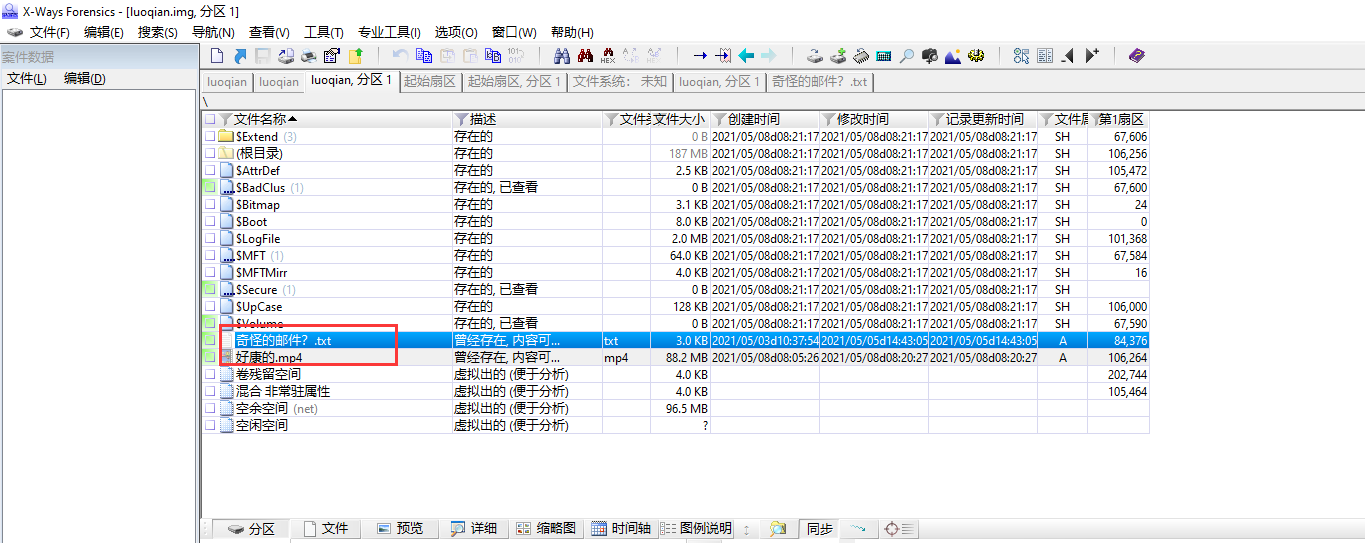 X-Ways Forensics - [luoqian.img, 分区 1]
文件(F) 编辑(E) 搜索(S) 导航(N) 查看(V) 工具(T) 专业工具(I) 选项(O) 窗口(W) 帮助(H)
案件数据
文件(L) 编辑(D)
luoqian luoqian luoqian, 分区 1 起始扇区 起始扇区, 分区 1 文件系统: 未知 luoqian, 分区 1 奇怪的邮件? .txt
\
文件名称 描述 文件类 文件大小 创建时间 修改时间 记录更新时间 文件属 第1扇区
$Extend (3) 存在的 0 B 2021/05/08d08:21:17 2021/05/08d08:21:17 2021/05/08d08:21:17 SH 67,606
(根目录) 存在的 187 MB 2021/05/08d08:21:17 2021/05/08d08:21:17 2021/05/08d08:21:17 SH 106,256
$AttrDef 存在的 2.5 KB 2021/05/08d08:21:17 2021/05/08d08:21:17 2021/05/08d08:21:17 SH 105,472
$BadClus (1) 存在的, 已查看 0 B 2021/05/08d08:21:17 2021/05/08d08:21:17 2021/05/08d08:21:17 SH 67,600
$Bitmap 存在的 3.1 KB 2021/05/08d08:21:17 2021/05/08d08:21:17 2021/05/08d08:21:17 SH 24
$Boot 存在的 8.0 KB 2021/05/08d08:21:17 2021/05/08d08:21:17 2021/05/08d08:21:17 SH 0
$LogFile 存在的 2.0 MB 2021/05/08d08:21:17 2021/05/08d08:21:17 2021/05/08d08:21:17 SH 101,368
$MFT (1) 存在的 64.0 KB 2021/05/08d08:21:17 2021/05/08d08:21:17 2021/05/08d08:21:17 SH 67,584
$MFTMirr 存在的 4.0 KB 2021/05/08d08:21:17 2021/05/08d08:21:17 2021/05/08d08:21:17 SH 16
$Secure (1) 存在的, 已查看 0 B 2021/05/08d08:21:17 2021/05/08d08:21:17 2021/05/08d08:21:17 SH
$UpCase 存在的 128 KB 2021/05/08d08:21:17 2021/05/08d08:21:17 2021/05/08d08:21:17 SH 106,000
$Volume 存在的, 已查看 0 B 2021/05/08d08:21:17 2021/05/08d08:21:17 2021/05/08d08:21:17 SH 67,590
奇怪的邮件? .txt 曾经存在, 内容可... txt 3.0 KB 2021/05/03d10:37:54 2021/05/05d14:43:05 2021/05/05d14:43:05 A 84,376
好康的.mp4 曾经存在, 内容可... mp4 88.2 MB 2021/05/08d08:05:26 2021/05/08d08:20:27 2021/05/08d08:20:27 A 106,264
卷残留空间 虚拟出的 (便于分析) 4.0 KB 202,744
混合 非常驻属性 虚拟出的 (便于分析) 4.0 KB 105,464
空余空间 (net) 虚拟出的 (便于分析) 96.5 MB
空闲空间 虚拟出的 (便于分析) ?
分区 文件 预览 详细 缩略图 时间轴 图例说明 同步